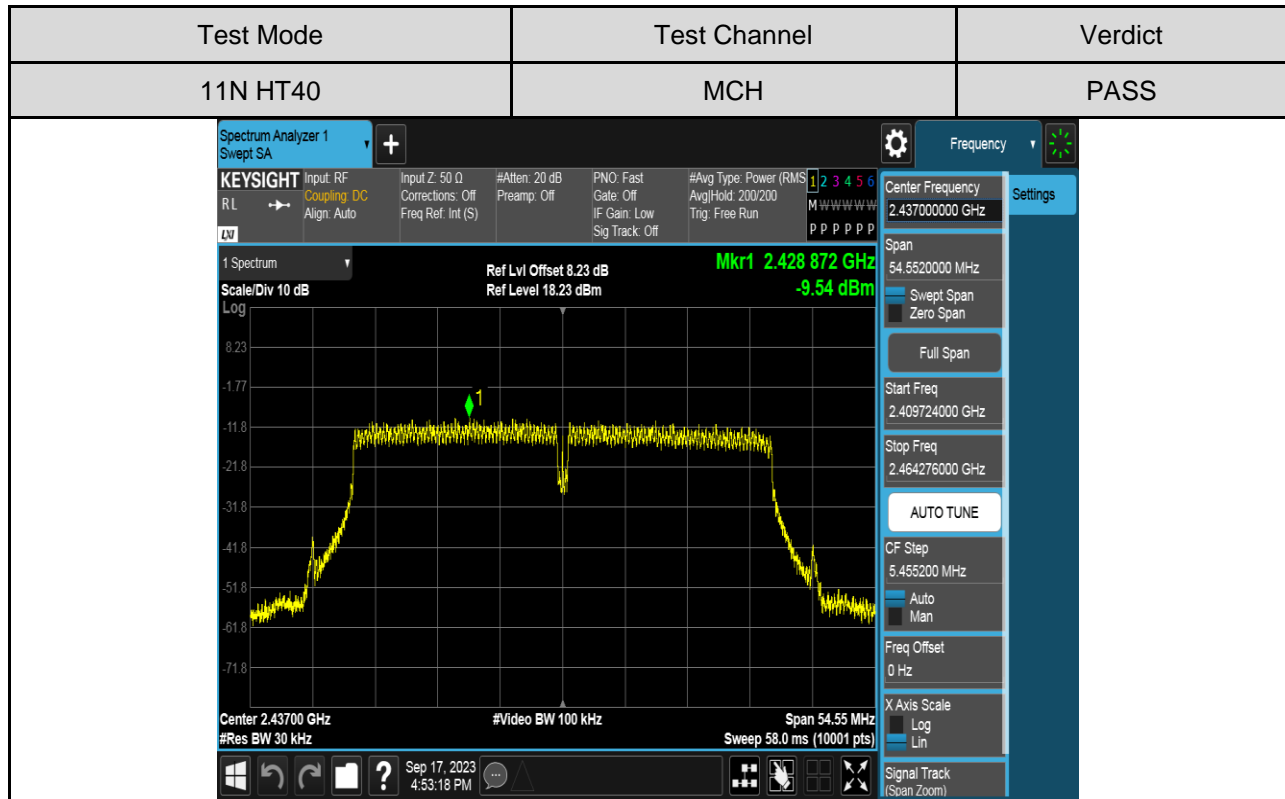 Test Mode Test Channel Verdict
11N HT40 MCH PASS
Spectrum Analyzer 1
Swept SA
+
Frequency
KEYSIGHT Input: RF Input Z: 50 Ω #Atten: 20 dB PNO: Fast #Avg Type: Power (RMS 1 2 3 4 5 6
RL Coupling: DC Corrections: Off Preamp: Off Gate: Off Avg|Hold: 200/200 M W W W W W
Align: Auto Freq Ref: Int (S) IF Gain: Low Trig: Free Run
LXI Sig Track: Off P P P P P P
1 Spectrum Ref Lvl Offset 8.23 dB Mkr1 2.428 872 GHz
Scale/Div 10 dB Ref Level 18.23 dBm -9.54 dBm
Log
8.23
-1.77
1
-11.8
-21.8
-31.8
-41.8
-51.8
-61.8
-71.8
Center 2.43700 GHz #Video BW 100 kHz Span 54.55 MHz
#Res BW 30 kHz Sweep 58.0 ms (10001 pts)
Center Frequency
2.437000000 GHz
Settings
Span
54.5520000 MHz
Swept Span
Zero Span
Full Span
Start Freq
2.409724000 GHz
Stop Freq
2.464276000 GHz
AUTO TUNE
CF Step
5.455200 MHz
Auto
Man
Freq Offset
0 Hz
X Axis Scale
Log
Lin
Signal Track
(Span Zoom)
? Sep 17, 2023
4:53:18 PM